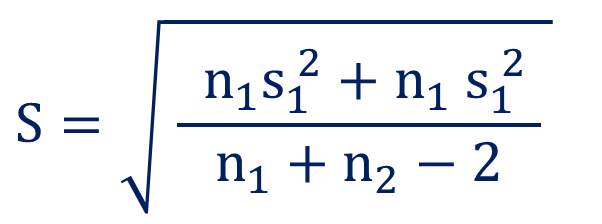 S = √((n₁s₁² + n₁ s₁²) / (n₁ + n₂ − 2))